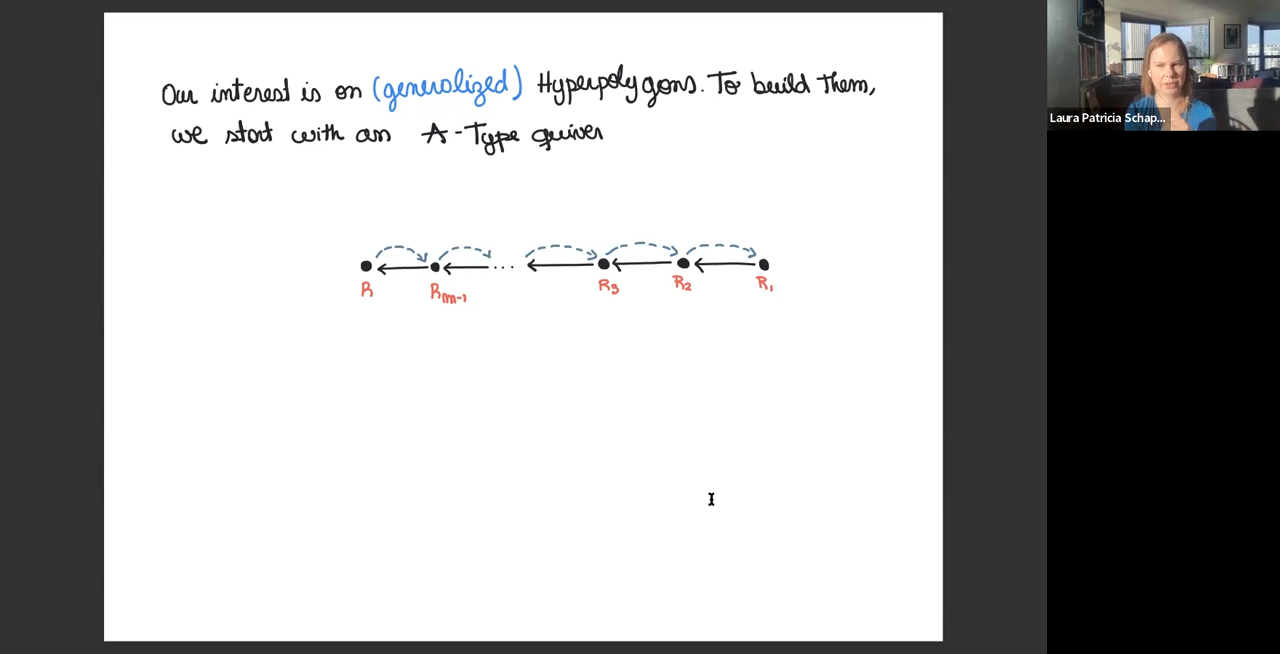 Our interest is on (generalized) Hyperpolygons. To build them,
we start with an A-Type quiver
...
R R_{m-1} R_3 R_2 R_1
Laura Patricia Schap...